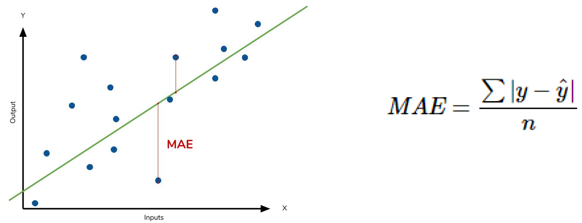 Y
Output
MAE
X
Inputs
MAE = ∑|y − ŷ| / n